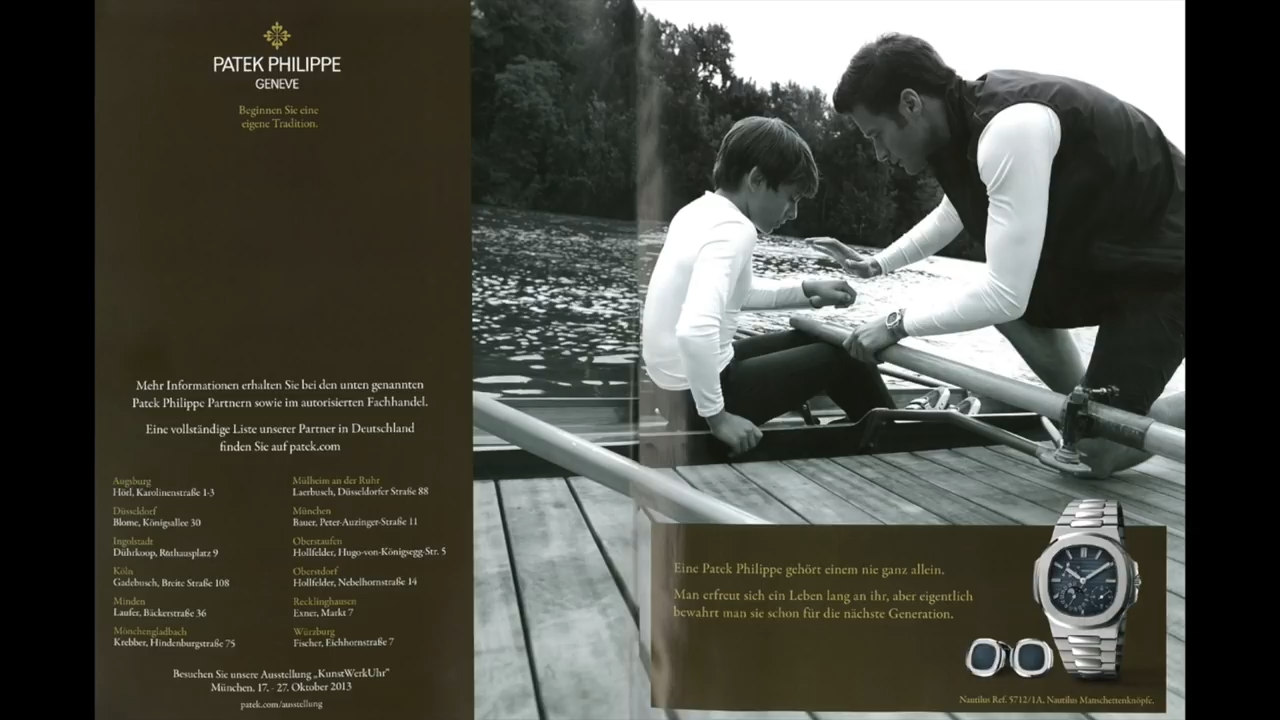 PATEK PHILIPPE
GENEVE
Beginnen Sie eine
eigene Tradition.
Mehr Informationen erhalten Sie bei den unten genannten
Patek Philippe Partnern sowie im autorisierten Fachhandel.
Eine vollständige Liste unserer Partner in Deutschland
finden Sie auf patek.com
Augsburg
Hörl, Karolinenstraße 1-3
Düsseldorf
Blome, Königsallee 30
Ingolstadt
Dührkoop, Rathausplatz 9
Köln
Gadebusch, Breite Straße 108
Minden
Laufer, Bäckerstraße 36
Mönchengladbach
Krebber, Hindenburgstraße 75
Mülheim an der Ruhr
Laerbusch, Düsseldorfer Straße 88
München
Bauer, Peter-Auzinger-Straße 11
Oberstaufen
Hollfelder, Hugo-von-Königsegg-Str. 5
Oberstdorf
Hollfelder, Nebelhornstraße 14
Recklinghausen
Exner, Markt 7
Würzburg
Fischer, Eichhornstraße 7
Besuchen Sie unsere Ausstellung „KunstWerkUhr"
München, 17. - 27. Oktober 2013
patek.com/ausstellung
Eine Patek Philippe gehört einem nie ganz allein.
Man erfreut sich ein Leben lang an ihr, aber eigentlich
bewahrt man sie schon für die nächste Generation.
Nautilus Ref. 5712/1A, Nautilus Manschettenknöpfe.